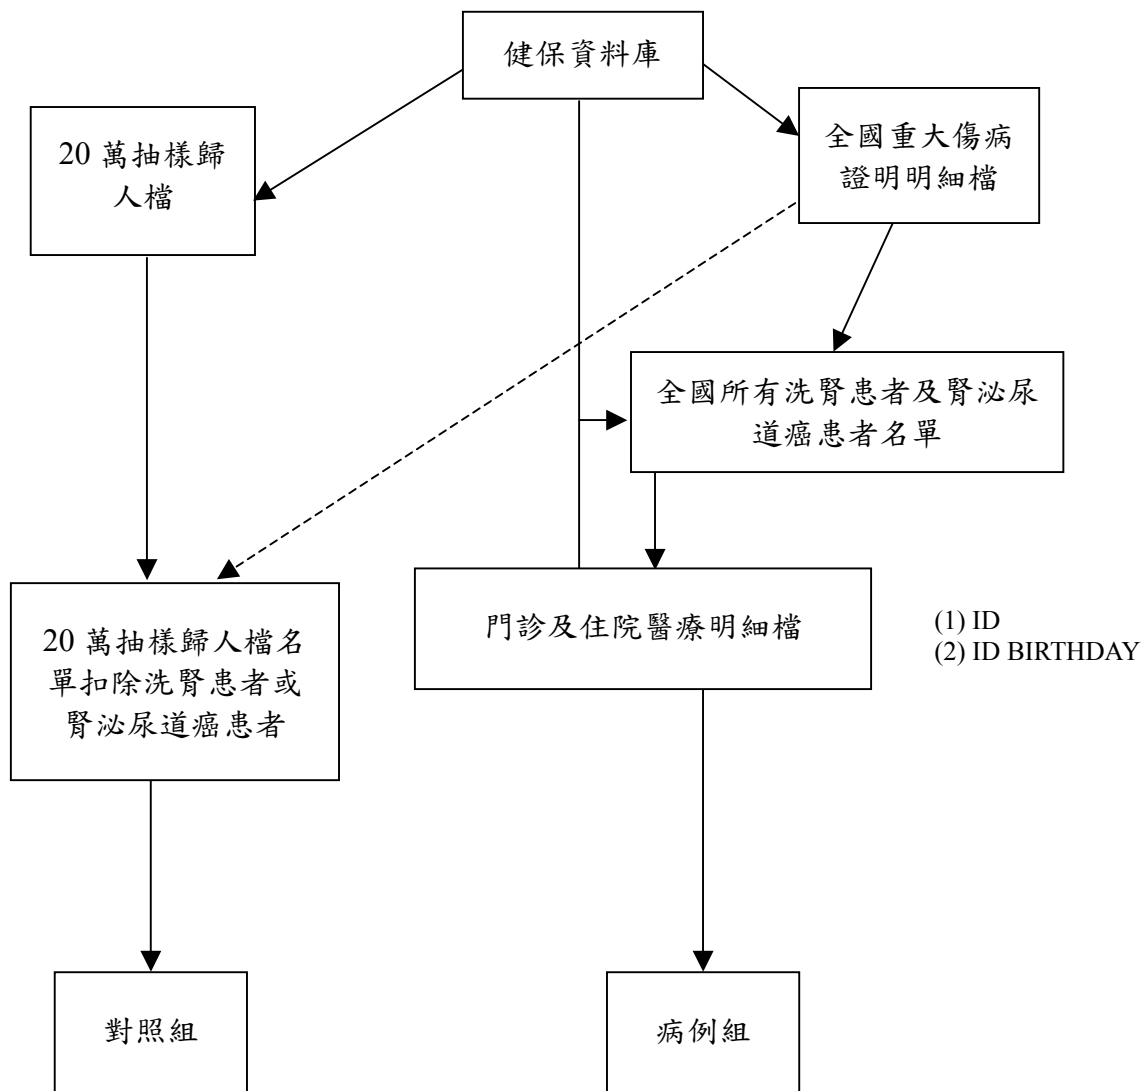 健保資料庫
20 萬抽樣歸
人檔
全國重大傷病
證明明細檔
全國所有洗腎患者及腎泌尿
道癌患者名單
20 萬抽樣歸人檔名
單扣除洗腎患者或
腎泌尿道癌患者
門診及住院醫療明細檔
(1) ID
(2) ID BIRTHDAY
對照組
病例組